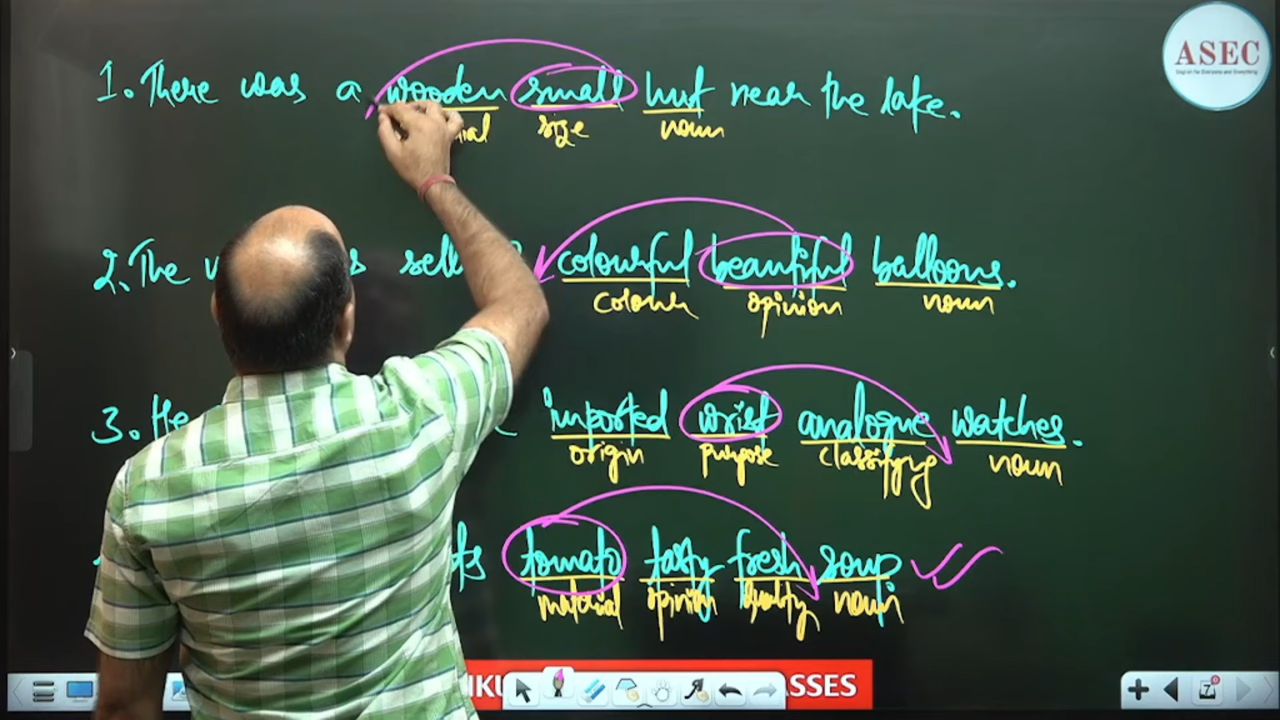 ASEC
1. There was a wooden small hut near the lake.
size noun
2. The colourful beautiful balloons.
colour opinion noun
3. He imported wrist analogue watches.
origin purpose classifying noun
tomato tasty fresh soup
material opinion quality noun